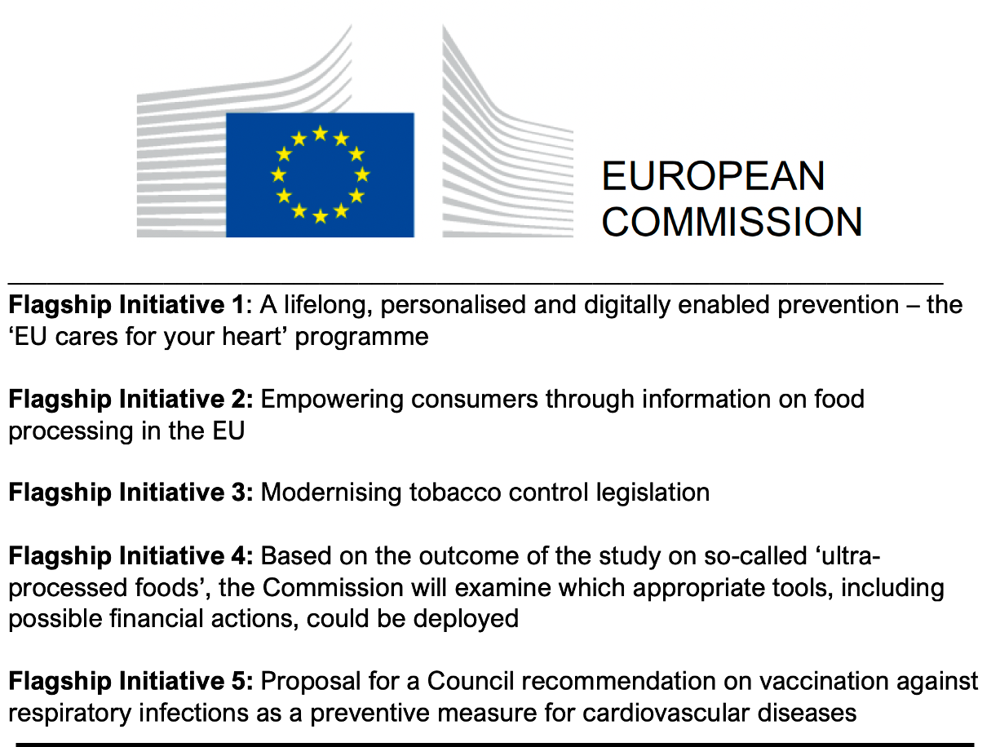 EUROPEAN
COMMISSION
Flagship Initiative 1: A lifelong, personalised and digitally enabled prevention – the
‘EU cares for your heart’ programme
Flagship Initiative 2: Empowering consumers through information on food
processing in the EU
Flagship Initiative 3: Modernising tobacco control legislation
Flagship Initiative 4: Based on the outcome of the study on so-called ‘ultra-
processed foods’, the Commission will examine which appropriate tools, including
possible financial actions, could be deployed
Flagship Initiative 5: Proposal for a Council recommendation on vaccination against
respiratory infections as a preventive measure for cardiovascular diseases